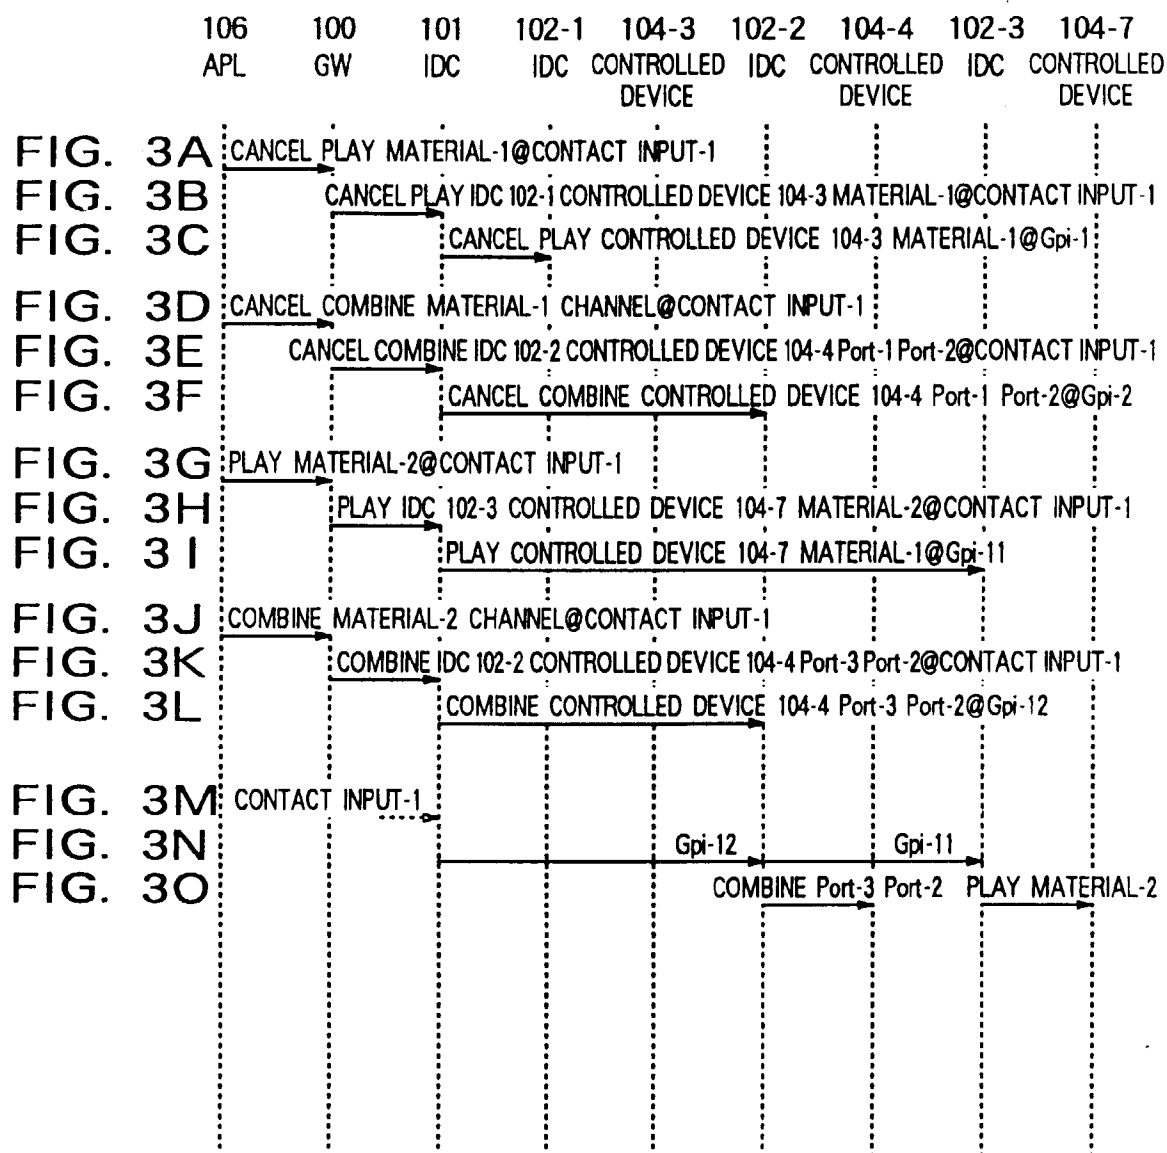 106 100 101 102-1 104-3 102-2 104-4 102-3 104-7
APL GW IDC IDC CONTROLLED IDC CONTROLLED IDC CONTROLLED
DEVICE DEVICE DEVICE
FIG. 3A CANCEL PLAY MATERIAL-1@CONTACT INPUT-1
FIG. 3B CANCEL PLAY IDC 102-1 CONTROLLED DEVICE 104-3 MATERIAL-1@CONTACT INPUT-1
FIG. 3C CANCEL PLAY CONTROLLED DEVICE 104-3 MATERIAL-1@Gpi-1
FIG. 3D CANCEL COMBINE MATERIAL-1 CHANNEL@CONTACT INPUT-1
FIG. 3E CANCEL COMBINE IDC 102-2 CONTROLLED DEVICE 104-4 Port-1 Port-2@CONTACT INPUT-1
FIG. 3F CANCEL COMBINE CONTROLLED DEVICE 104-4 Port-1 Port-2@Gpi-2
FIG. 3G PLAY MATERIAL-2@CONTACT INPUT-1
FIG. 3H PLAY IDC 102-3 CONTROLLED DEVICE 104-7 MATERIAL-2@CONTACT INPUT-1
FIG. 3I PLAY CONTROLLED DEVICE 104-7 MATERIAL-1@Gpi-11
FIG. 3J COMBINE MATERIAL-2 CHANNEL@CONTACT INPUT-1
FIG. 3K COMBINE IDC 102-2 CONTROLLED DEVICE 104-4 Port-3 Port-2@CONTACT INPUT-1
FIG. 3L COMBINE CONTROLLED DEVICE 104-4 Port-3 Port-2@Gpi-12
FIG. 3M CONTACT INPUT-1
FIG. 3N Gpi-12 Gpi-11
FIG. 3O COMBINE Port-3 Port-2 PLAY MATERIAL-2